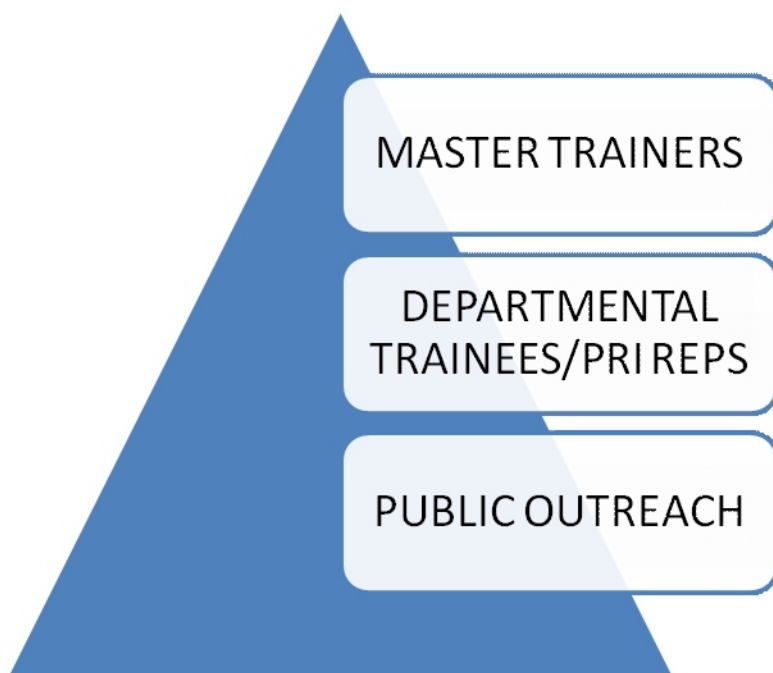 MASTER TRAINERS
DEPARTMENTAL
TRAINEES/PRI REPS
PUBLIC OUTREACH